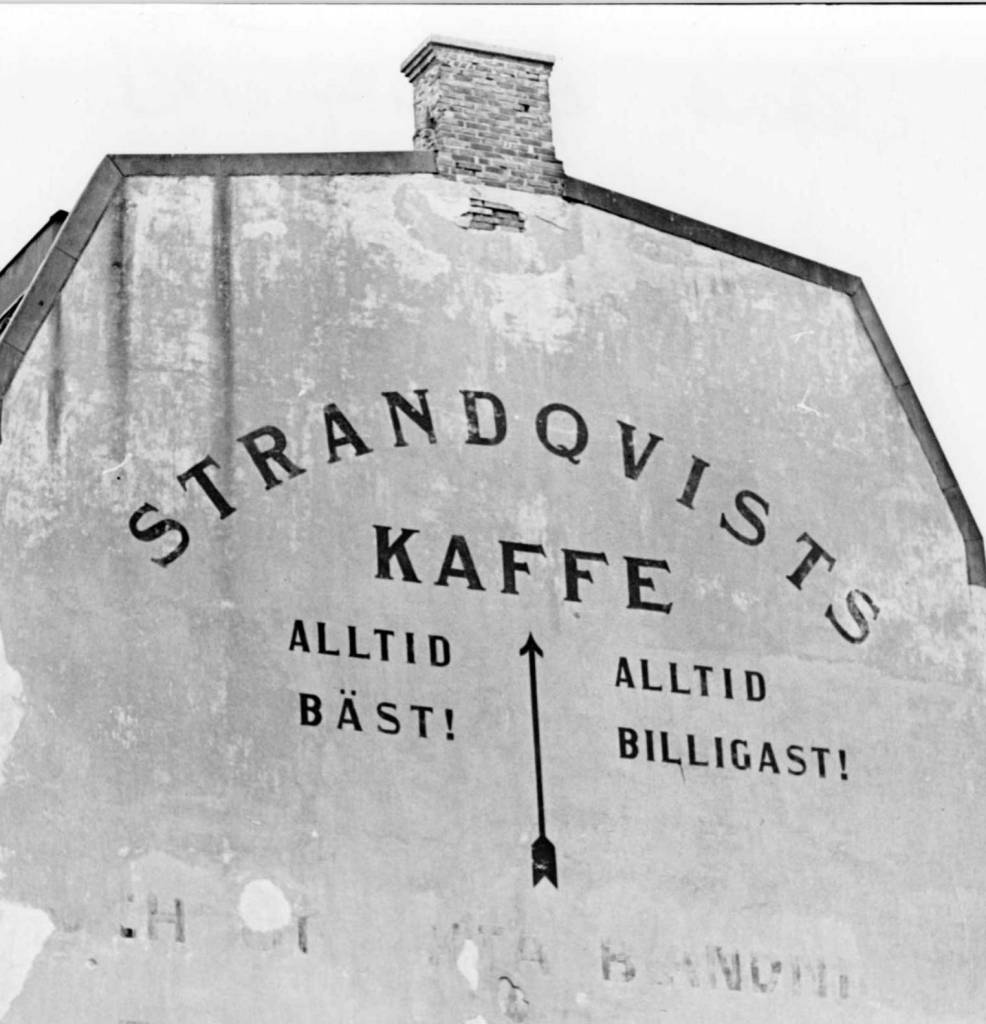 STRANDQVISTS
KAFFE
ALLTID
BÄST!
ALLTID
BILLIGAST!